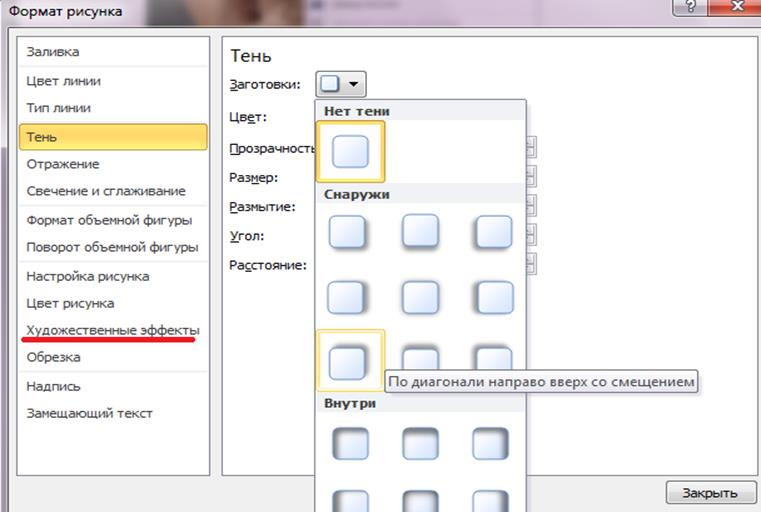 Формат рисунка
Заливка
Цвет линии
Тип линии
Тень
Отражение
Свечение и сглаживание
Формат объемной фигуры
Поворот объемной фигуры
Настройка рисунка
Цвет рисунка
Художественные эффекты
Обрезка
Надпись
Замещающий текст
Тень
Заготовки:
Цвет:
Прозрачность
Размер:
Размытие:
Угол:
Расстояние:
Нет тени
Снаружи
По диагонали направо вверх со смещением
Внутри
Закрыть